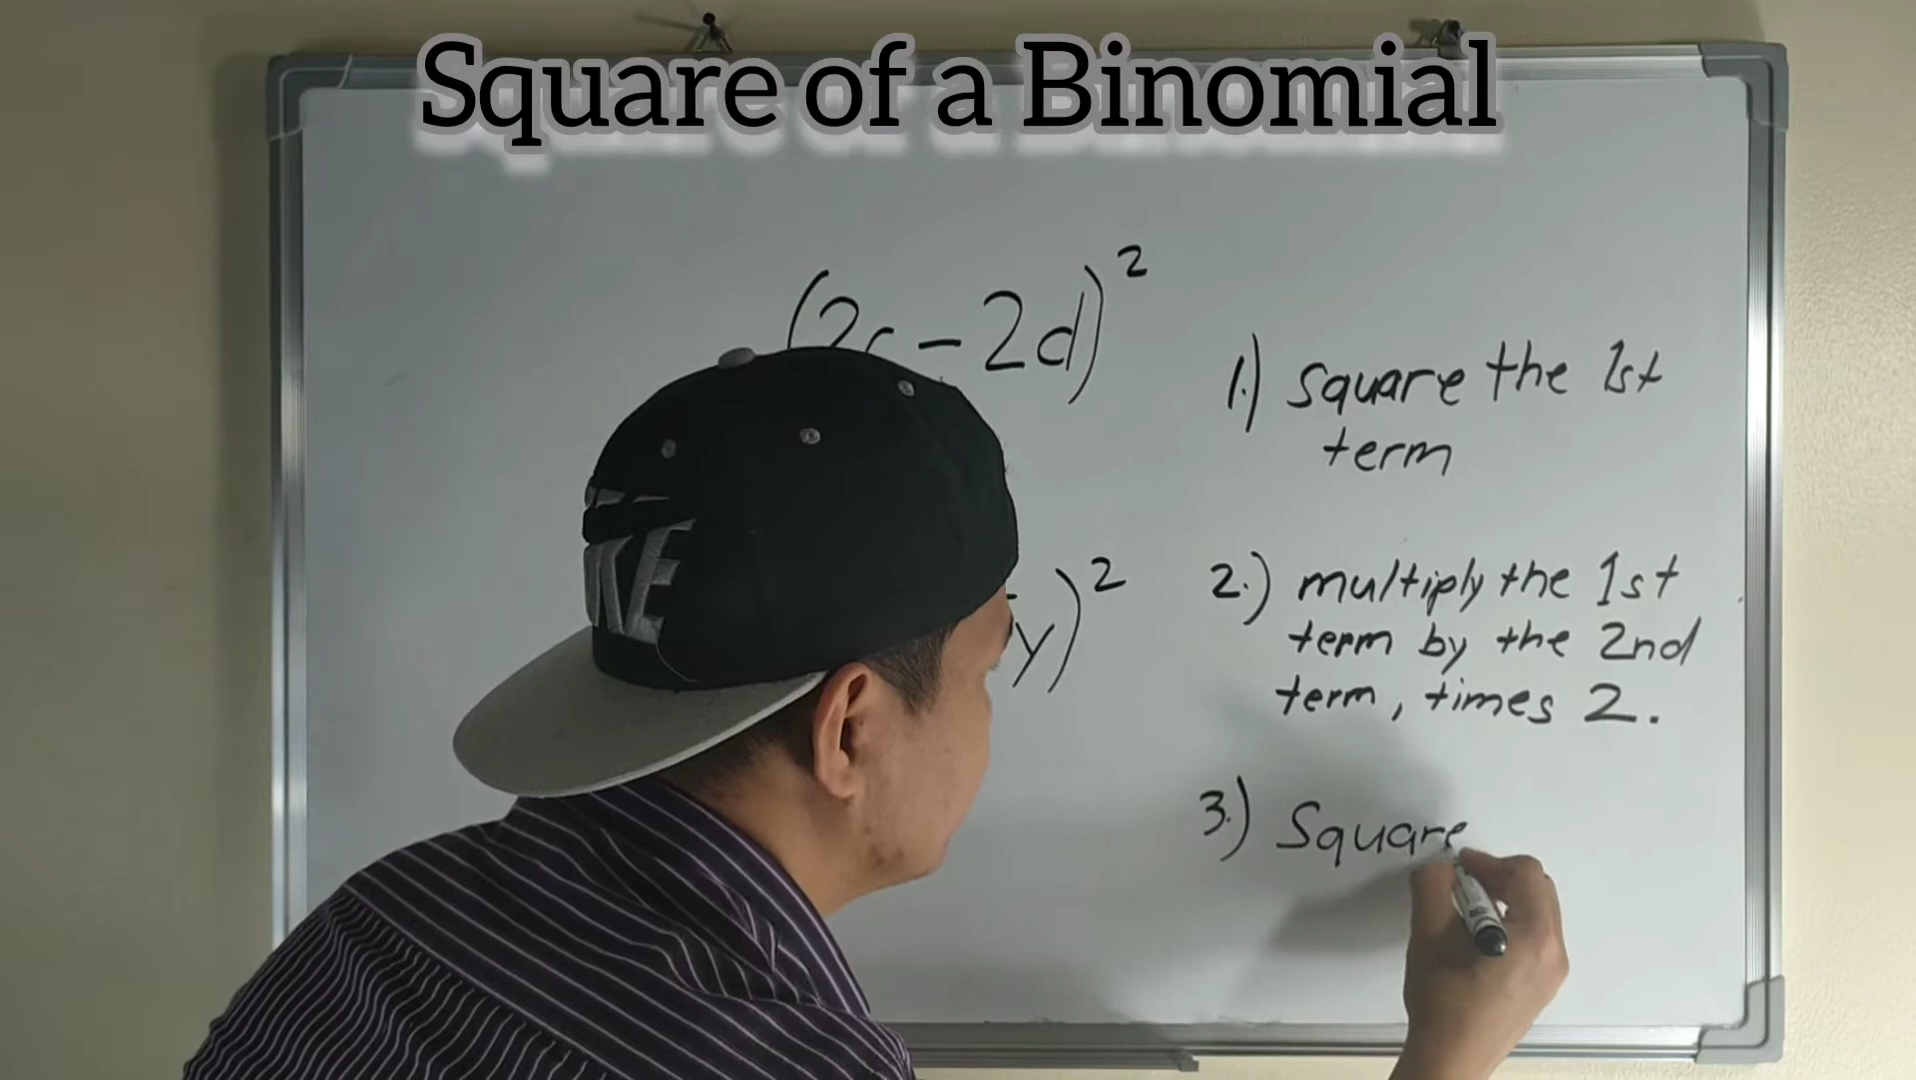 Square of a Binomial
(2c - 2d)²
1.) square the 1st
term
y)²
2.) multiply the 1st
term by the 2nd
term, times 2.
3.) Square
KE